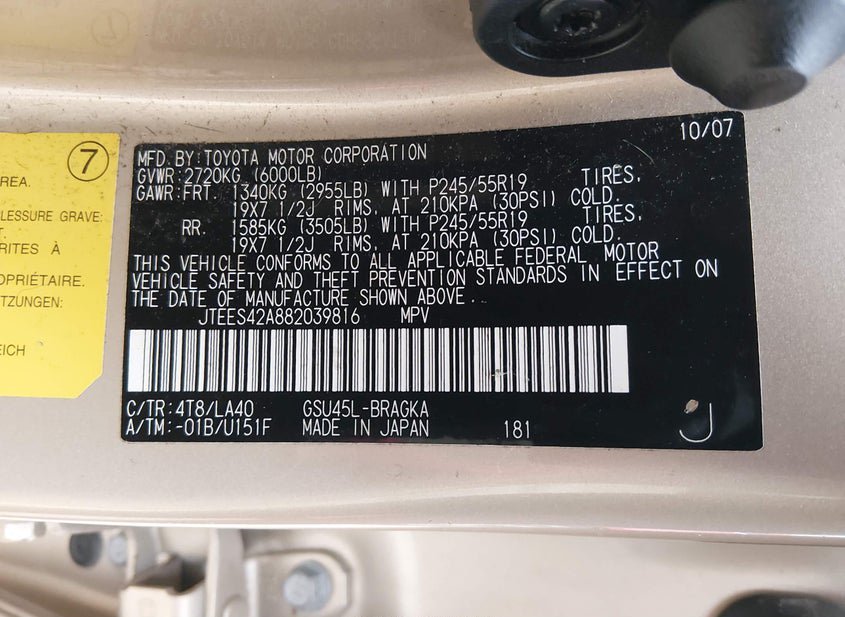 7
REA.
LESSURE GRAVE:
T.
RITES À
OPRIÉTAIRE.
TZUNGEN:
EICH
10/07
MFD. BY: TOYOTA MOTOR CORPORATION
GVWR: 2720KG (6000LB)
GAWR: FRT. 1340KG (2955LB) WITH P245/55R19 TIRES,
19X7 1/2J RIMS, AT 210KPA (30PSI) COLD.
RR. 1585KG (3505LB) WITH P245/55R19 TIRES,
19X7 1/2J RIMS, AT 210KPA (30PSI) COLD.
THIS VEHICLE CONFORMS TO ALL APPLICABLE FEDERAL MOTOR
VEHICLE SAFETY AND THEFT PREVENTION STANDARDS IN EFFECT ON
THE DATE OF MANUFACTURE SHOWN ABOVE.
JTEES42A882039816 MPV
C/TR: 4T8/LA40 GSU45L-BRAGKA
A/TM: -01B/U151F MADE IN JAPAN 181
J